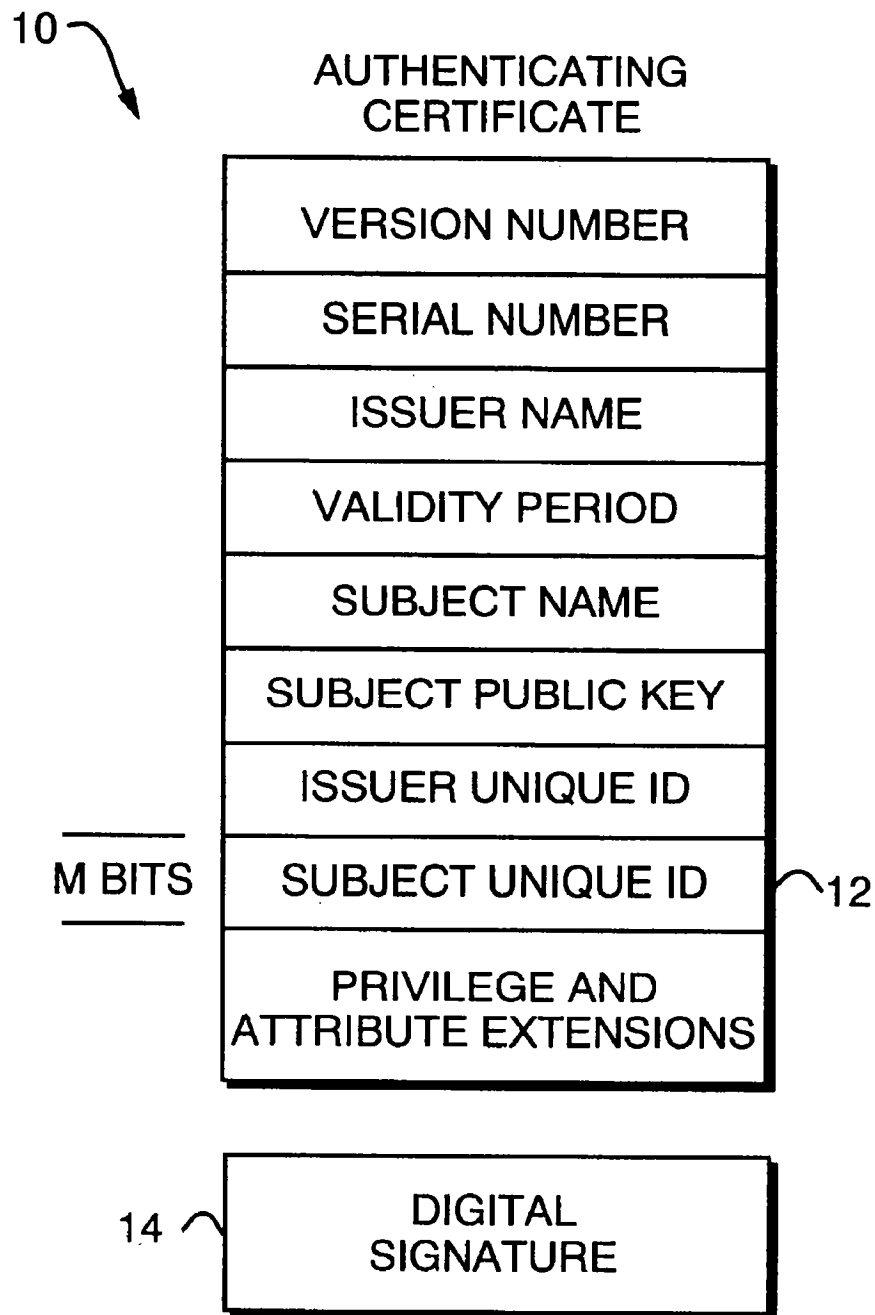 10
AUTHENTICATING
CERTIFICATE
VERSION NUMBER
SERIAL NUMBER
ISSUER NAME
VALIDITY PERIOD
SUBJECT NAME
SUBJECT PUBLIC KEY
ISSUER UNIQUE ID
M BITS
SUBJECT UNIQUE ID
12
PRIVILEGE AND
ATTRIBUTE EXTENSIONS
14
DIGITAL
SIGNATURE